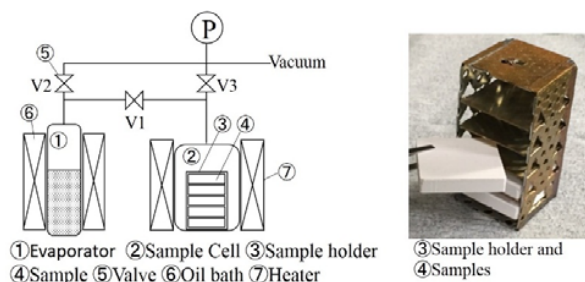 P
⑤
Vacuum
V2
V3
⑥
①
V1
③
④
②
⑦
①Evaporator ②Sample Cell ③Sample holder
④Sample ⑤Valve ⑥Oil bath ⑦Heater
③Sample holder and
④Samples